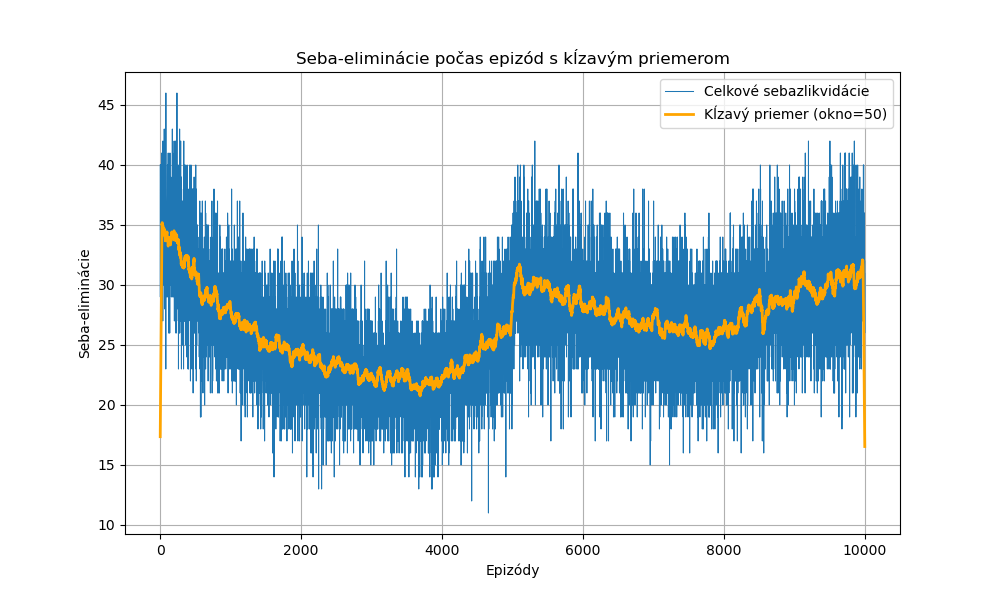 Seba-eliminácie počas epizód s kĺzavým priemerom
Celkové sebazlikvidácie
Kĺzavý priemer (okno=50)
Seba-eliminácie
45
40
35
30
25
20
15
10
0
2000
4000
6000
8000
10000
Epizódy